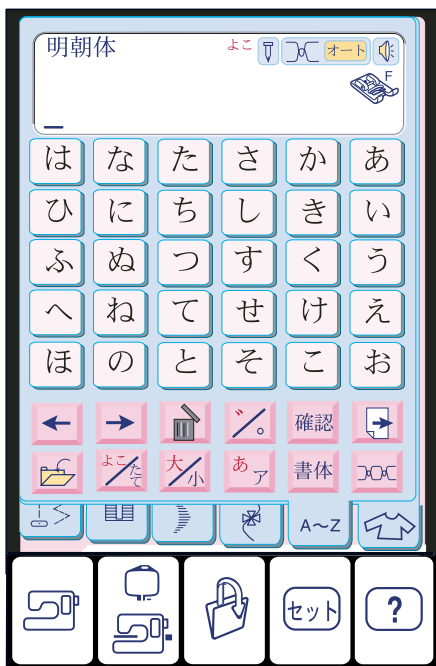 明朝体 よこ オート
F
は な た さ か あ
ひ に ち し き い
ふ ぬ つ す く う
へ ね て せ け え
ほ の と そ こ お
゛/。 確認
よこ/たて 大/小 あ/ア 書体
A～Z
セット ?